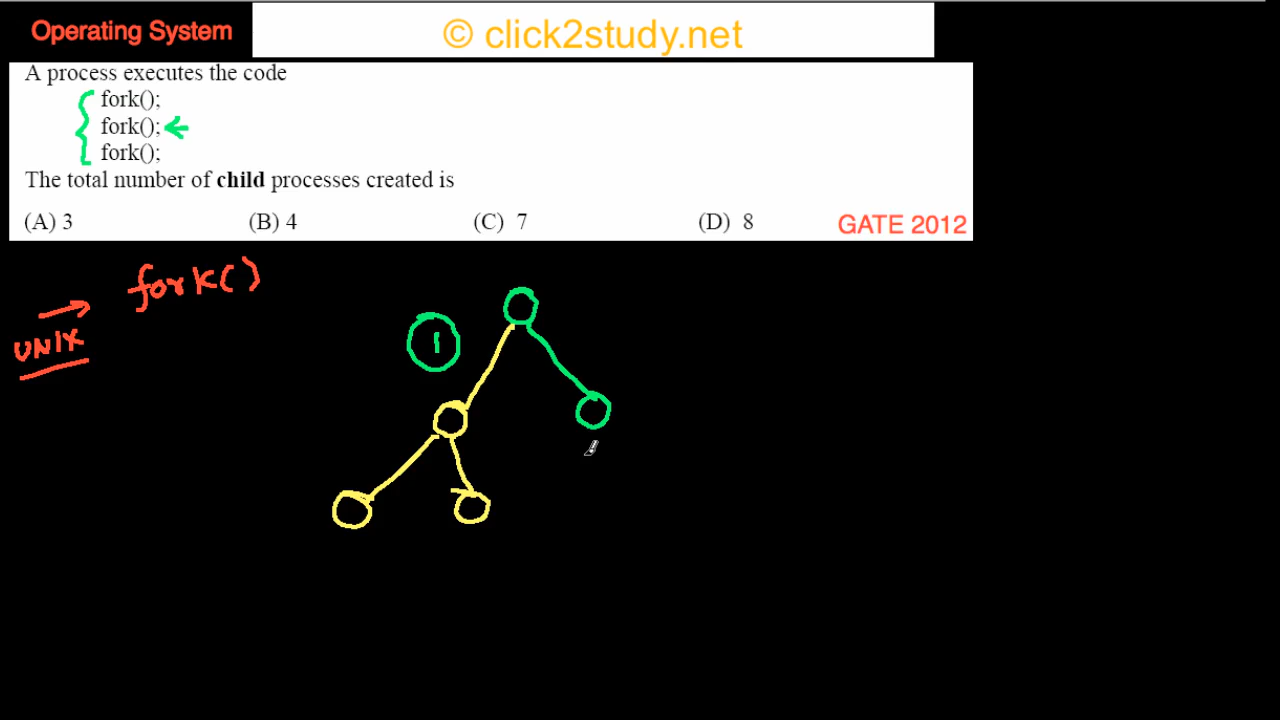 Operating System
© click2study.net
A process executes the code
fork();
fork();
fork();
The total number of child processes created is
(A) 3 (B) 4 (C) 7 (D) 8 GATE 2012
fork()
UNIX
1